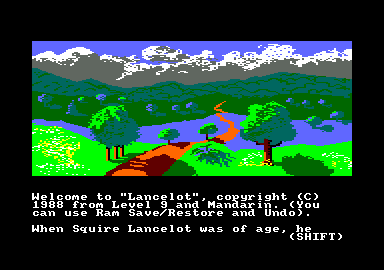 Welcome to "Lancelot", copyright (C)
1988 from Level 9 and Mandarin. (You
can use Ram Save/Restore and Undo).
When Squire Lancelot was of age, he
(SHIFT)